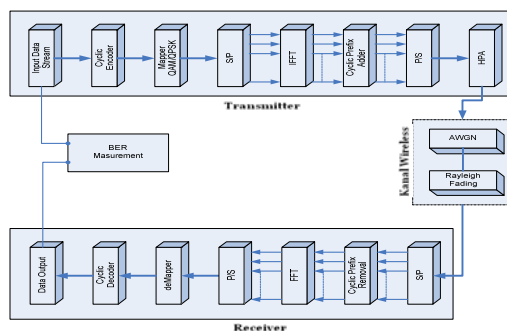 Input Data
Stream
Cyclic
Encoder
Mapper
QAM/QPSK
S/P
IFFT
Cyclic Prefix
Adder
P/S
HPA
Transmitter
BER
Masurement
Kanal Wireless
AWGN
Rayleigh
Fading
Data Output
Cyclic
Decoder
deMapper
P/S
FFT
Cyclic Prefix
Removal
S/P
Receiver